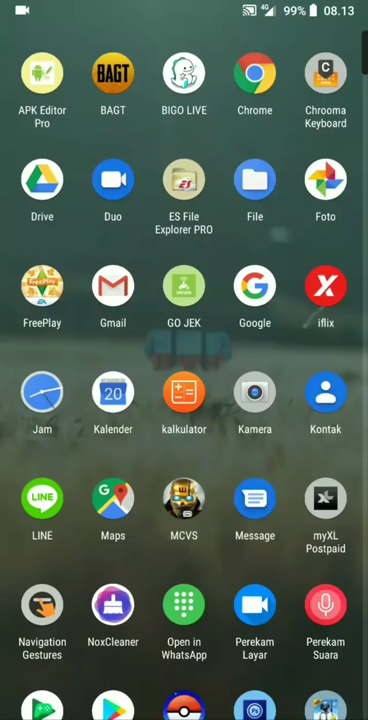 4G 99% 08.13
APK Editor
Pro
BAGT
BIGO LIVE
Chrome
Chrooma
Keyboard
Drive
Duo
ES File
Explorer PRO
File
Foto
FreePlay
Gmail
GO JEK
Google
iflix
Jam
Kalender
kalkulator
Kamera
Kontak
LINE
Maps
MCVS
Message
myXL
Postpaid
Navigation
Gestures
NoxCleaner
Open in
WhatsApp
Perekam
Layar
Perekam
Suara